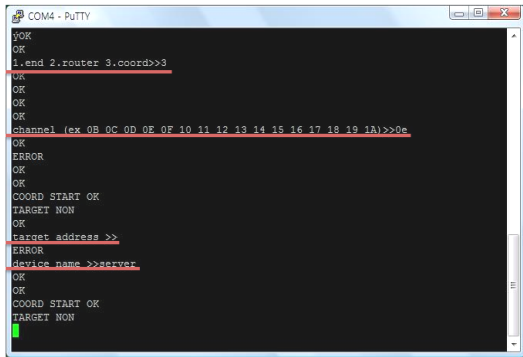 COM4 - PuTTY
ÿOK
OK
1.end 2.router 3.coord>>3
OK
OK
OK
OK
channel (ex 0B 0C 0D 0E 0F 10 11 12 13 14 15 16 17 18 19 1A)>>0e
OK
ERROR
OK
OK
COORD START OK
TARGET NON
OK
target address >>
ERROR
device name >>server
OK
OK
COORD START OK
TARGET NON